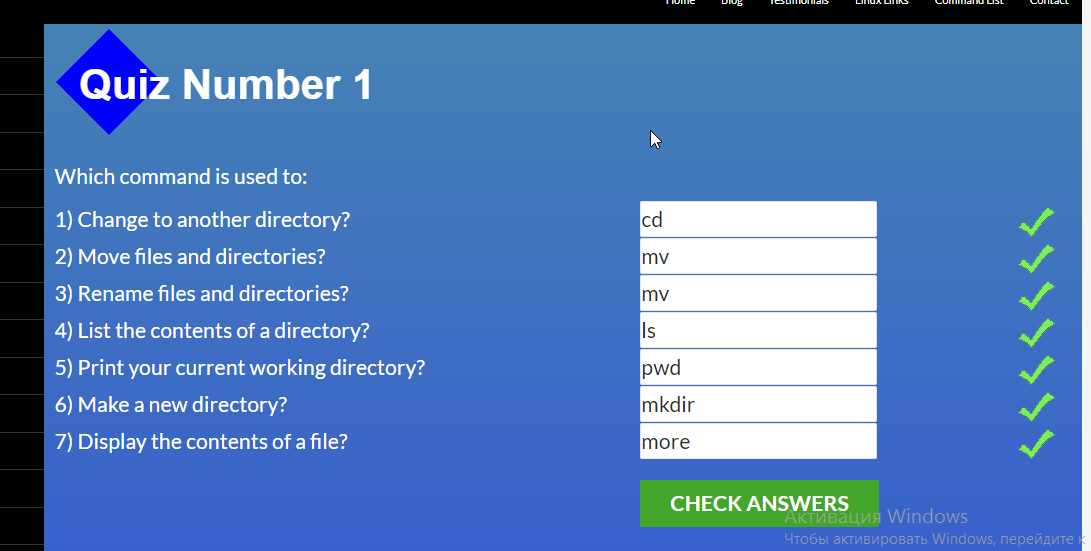 Home Blog Testimonials Linux Links Command List Contact
Quiz Number 1
Which command is used to:
1) Change to another directory? cd
2) Move files and directories? mv
3) Rename files and directories? mv
4) List the contents of a directory? ls
5) Print your current working directory? pwd
6) Make a new directory? mkdir
7) Display the contents of a file? more
CHECK ANSWERS
Активация Windows
Чтобы активировать Windows, перейдите к